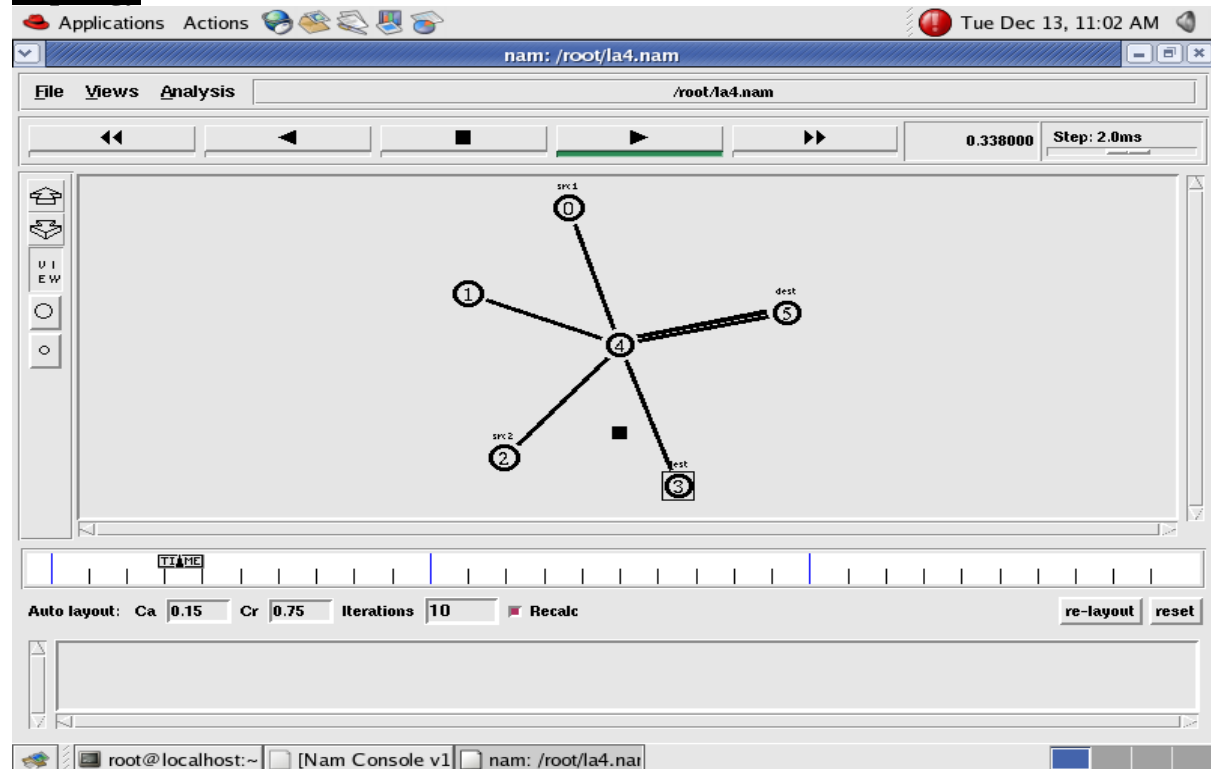 Applications Actions Tue Dec 13, 11:02 AM
nam: /root/la4.nam
File Views Analysis /root/la4.nam
0.338000 Step: 2.0ms
src1
0
VI
EW
1
dest
5
4
src2
2
3
TIME
Auto layout: Ca 0.15 Cr 0.75 Iterations 10 Recalc re-layout reset
root@localhost:~ [Nam Console v1 nam: /root/la4.nar